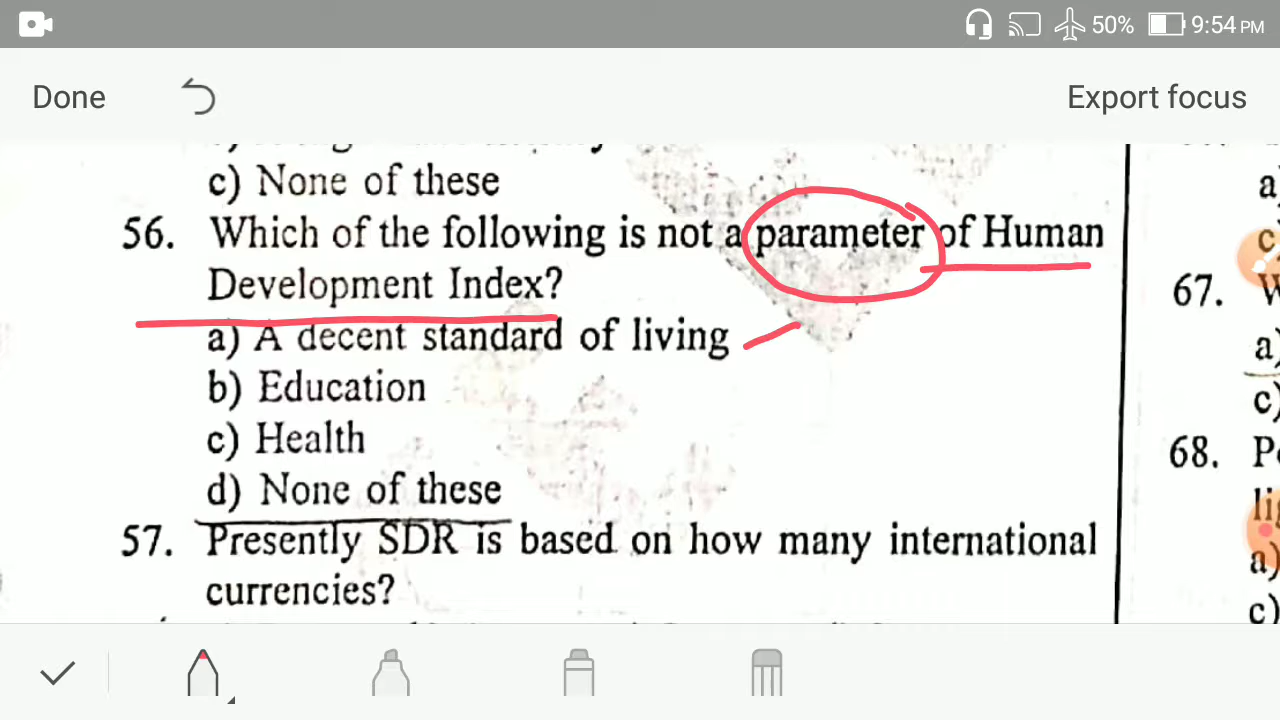 50% 9:54 PM
Done
Export focus
c) None of these
56. Which of the following is not a parameter of Human
Development Index?
a) A decent standard of living
b) Education
c) Health
d) None of these
57. Presently SDR is based on how many international
currencies?
a)
c
67. W
a)
c)
68. P
li
a)
c)